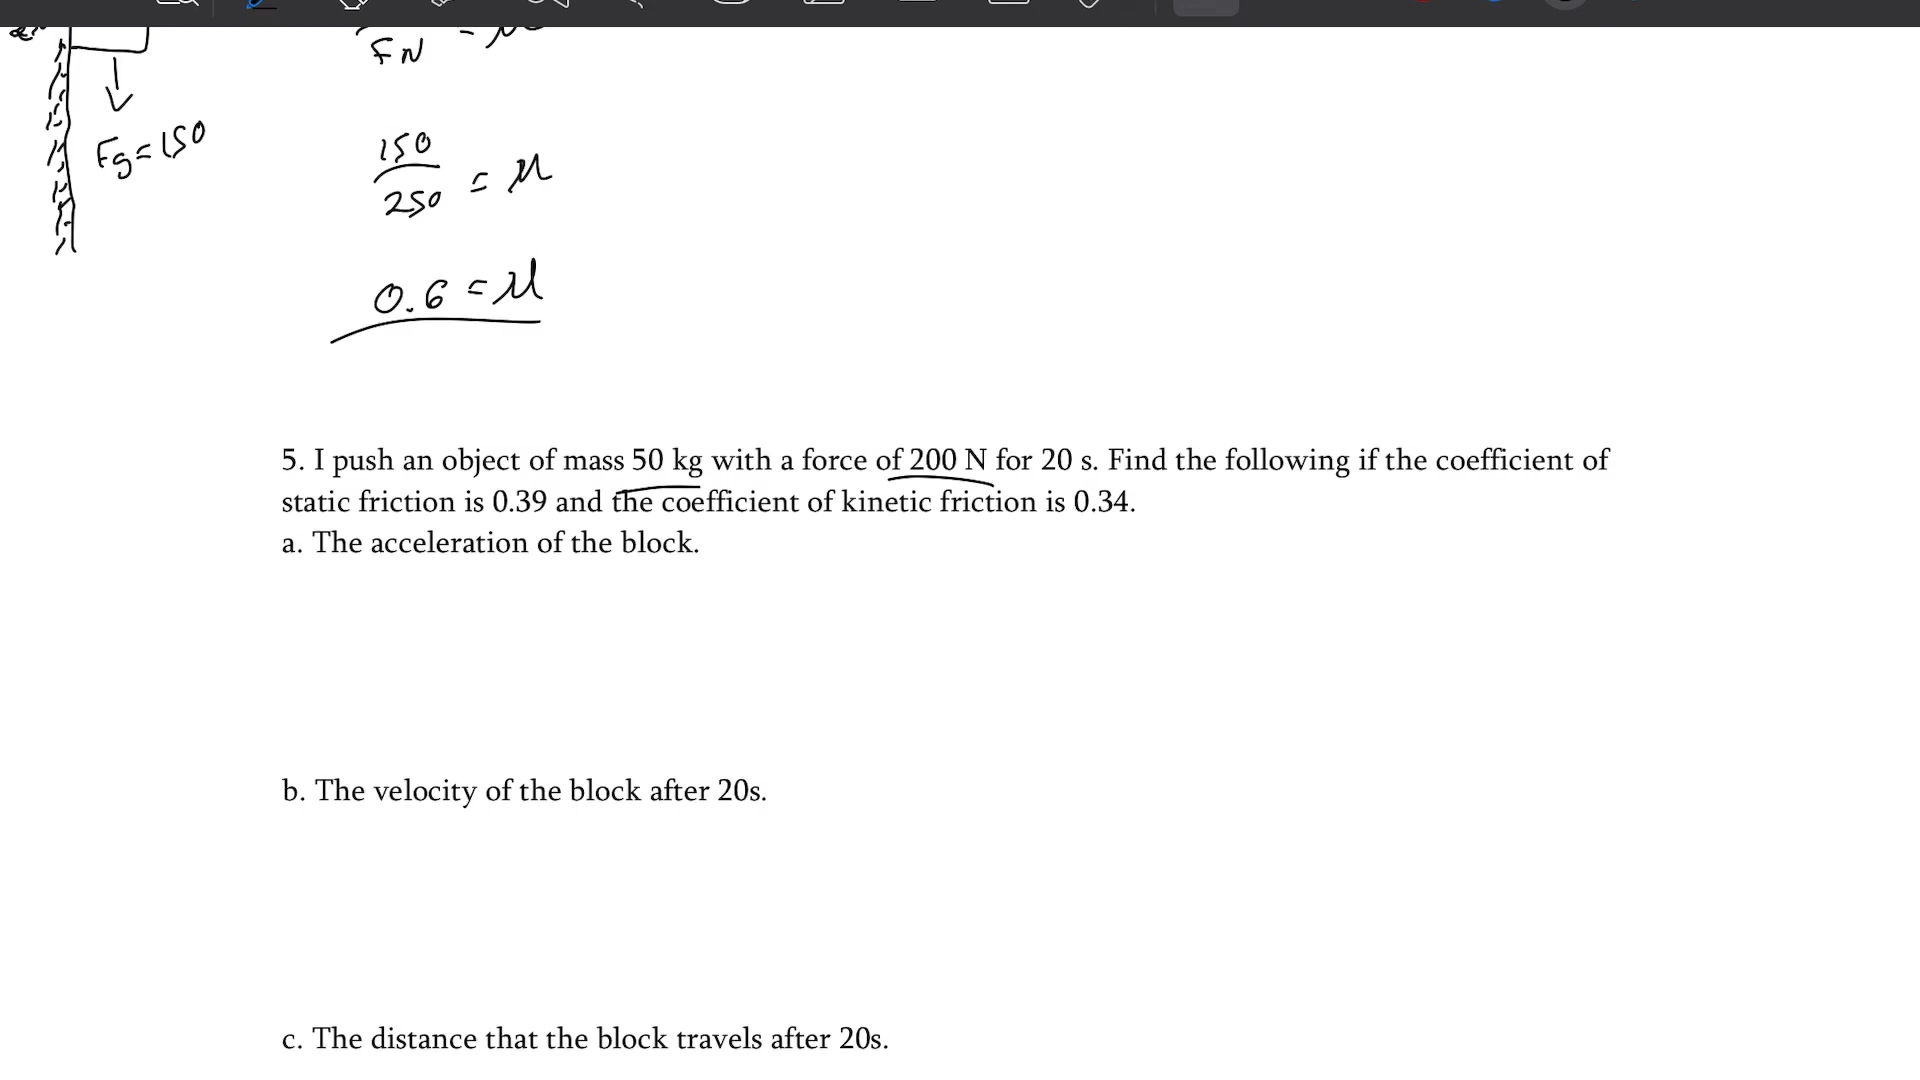 FN
Fg = 150
150
250 = μ
0.6 = μ
5. I push an object of mass 50 kg with a force of 200 N for 20 s. Find the following if the coefficient of
static friction is 0.39 and the coefficient of kinetic friction is 0.34.
a. The acceleration of the block.
b. The velocity of the block after 20s.
c. The distance that the block travels after 20s.